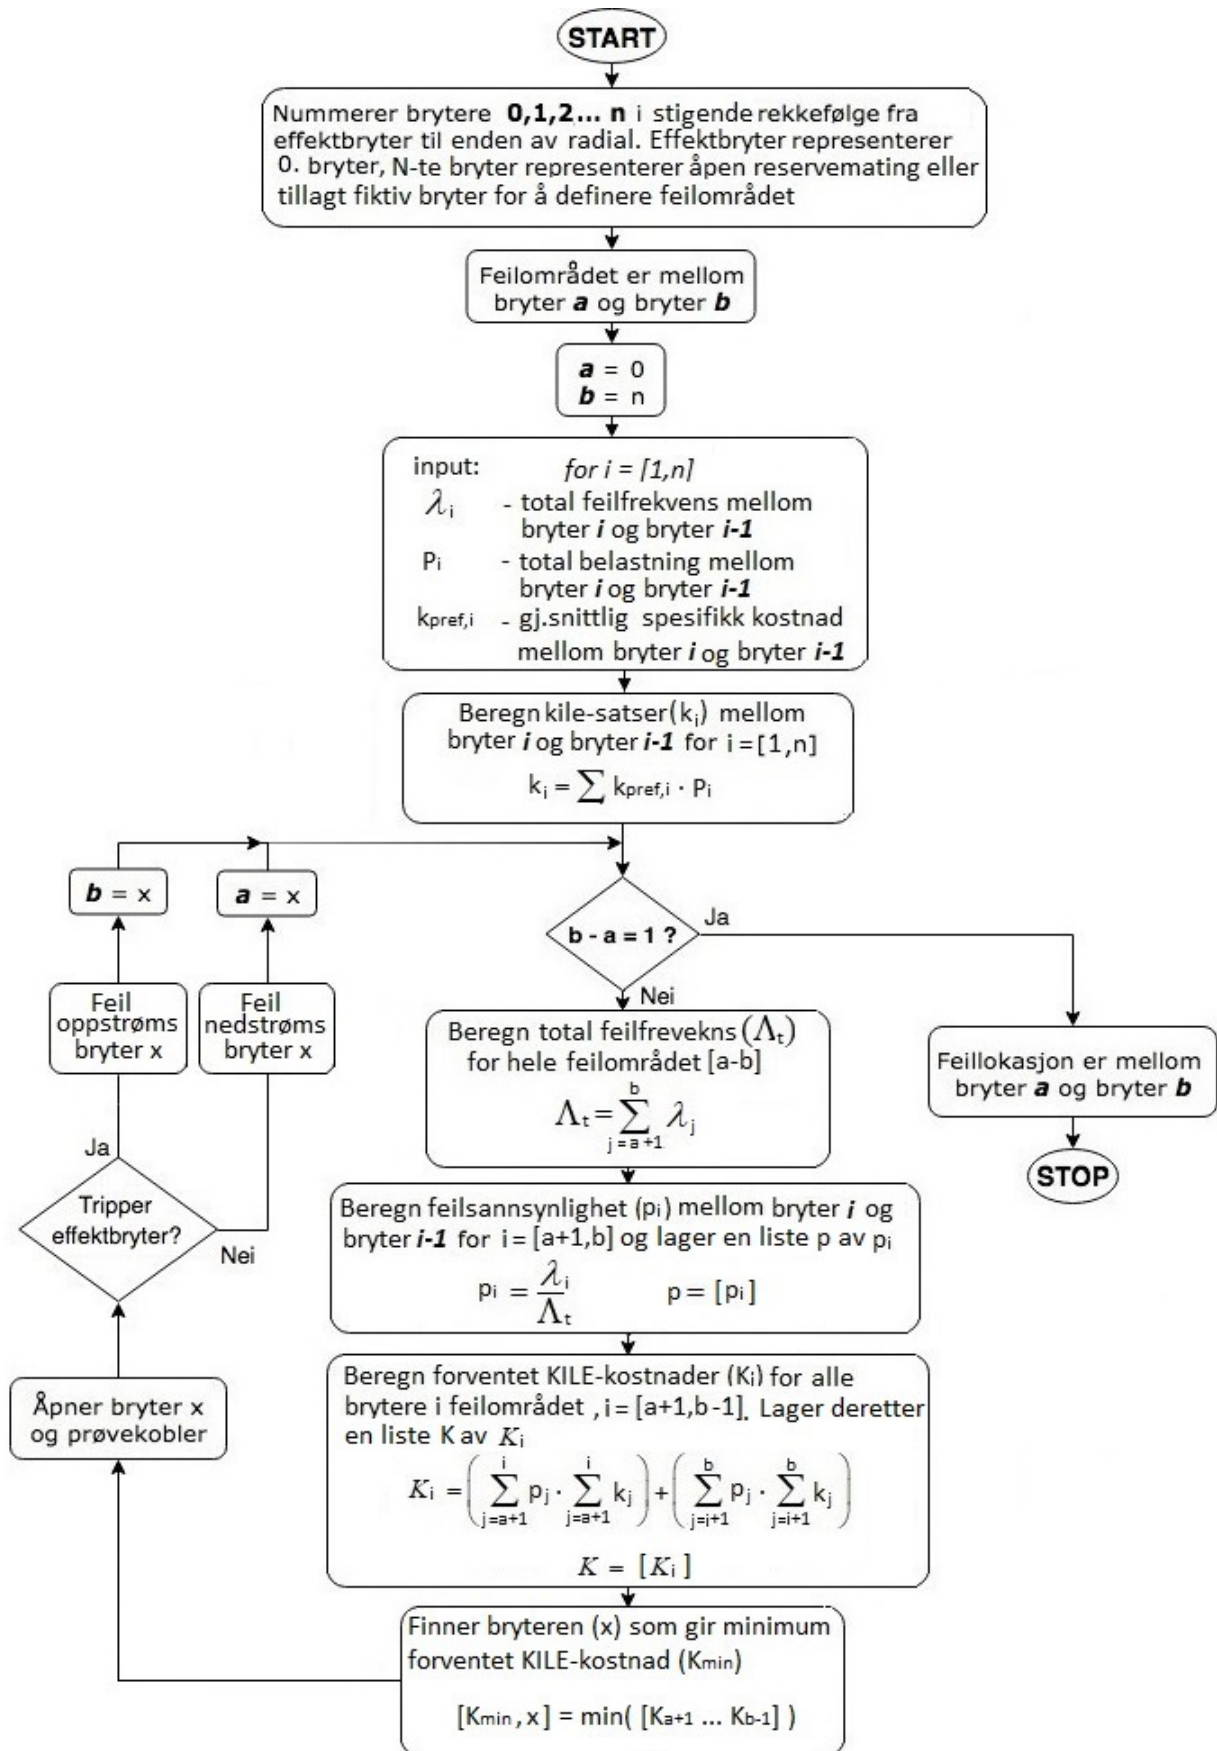 START
Nummerer brytere 0,1,2... n i stigende rekkefølge fra
effektbryter til enden av radial. Effektbryter representerer
0. bryter, N-te bryter representerer åpen reservemating eller
tillagt fiktiv bryter for å definere feilområdet
Feilområdet er mellom
bryter a og bryter b
a = 0
b = n
input: for i = [1,n]
λi - total feilfrekvens mellom
bryter i og bryter i-1
Pi - total belastning mellom
bryter i og bryter i-1
kpref,i - gj.snittlig spesifikk kostnad
mellom bryter i og bryter i-1
Beregn kile-satser(ki) mellom
bryter i og bryter i-1 for i=[1,n]
ki = ∑ kpref,i · Pi
b = x
a = x
b - a = 1 ?
Ja
Nei
Feil
oppstrøms
bryter x
Feil
nedstrøms
bryter x
Beregn total feilfrevekns (Λt)
for hele feilområdet [a-b]
b
Λt = ∑ λj
j = a +1
Feillokasjon er mellom
bryter a og bryter b
STOP
Ja
Tripper
effektbryter?
Nei
Beregn feilsannsynlighet (pi) mellom bryter i og
bryter i-1 for i = [a+1,b] og lager en liste p av pi
pi = λi / Λt p = [pi]
Åpner bryter x
og prøvekobler
Beregn forventet KILE-kostnader (Ki) for alle
brytere i feilområdet , i = [a+1,b-1]. Lager deretter
en liste K av Ki
i i b b
Ki = ( ∑ pj · ∑ kj ) + ( ∑ pj · ∑ kj )
j=a+1 j=a+1 j=i+1 j=i+1
K = [Ki]
Finner bryteren (x) som gir minimum
forventet KILE-kostnad (Kmin)
[Kmin , x] = min( [Ka+1 ... Kb-1] )